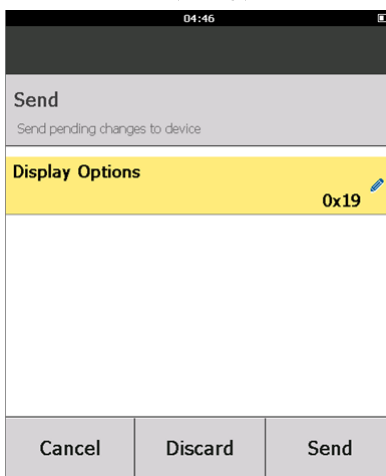 04:46
Send
Send pending changes to device
Display Options
0x19
Cancel Discard Send